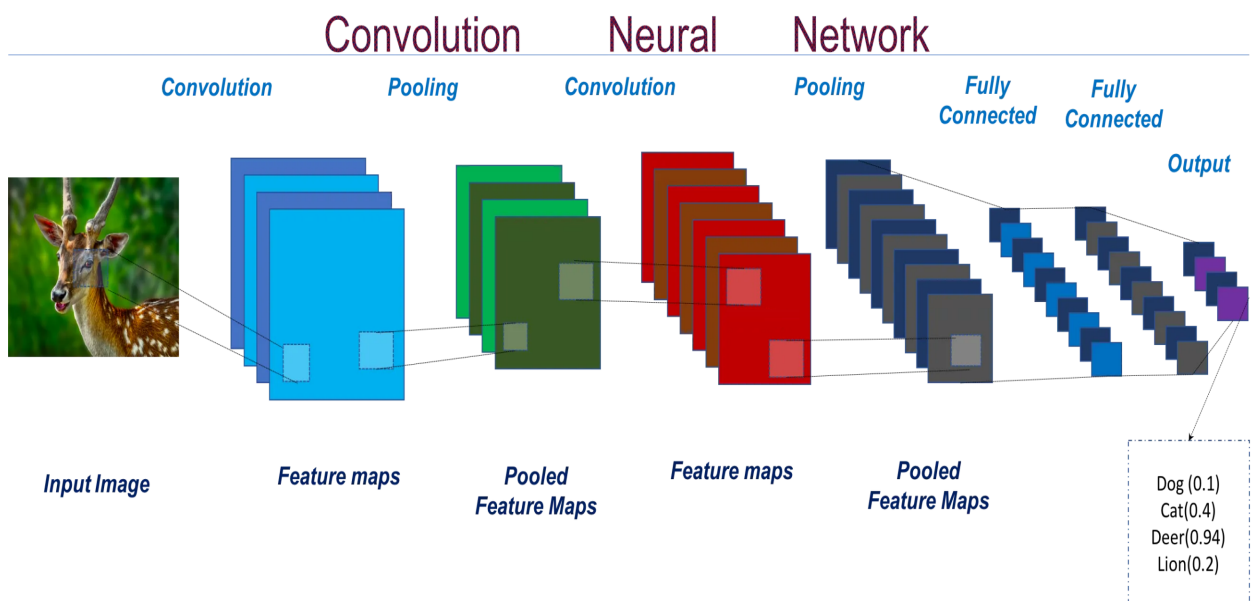 Convolution Neural Network
Convolution Pooling Convolution Pooling Fully Connected Fully Connected
Output
Input Image
Feature maps
Pooled
Feature Maps
Feature maps
Pooled
Feature Maps
Dog (0.1)
Cat(0.4)
Deer(0.94)
Lion(0.2)